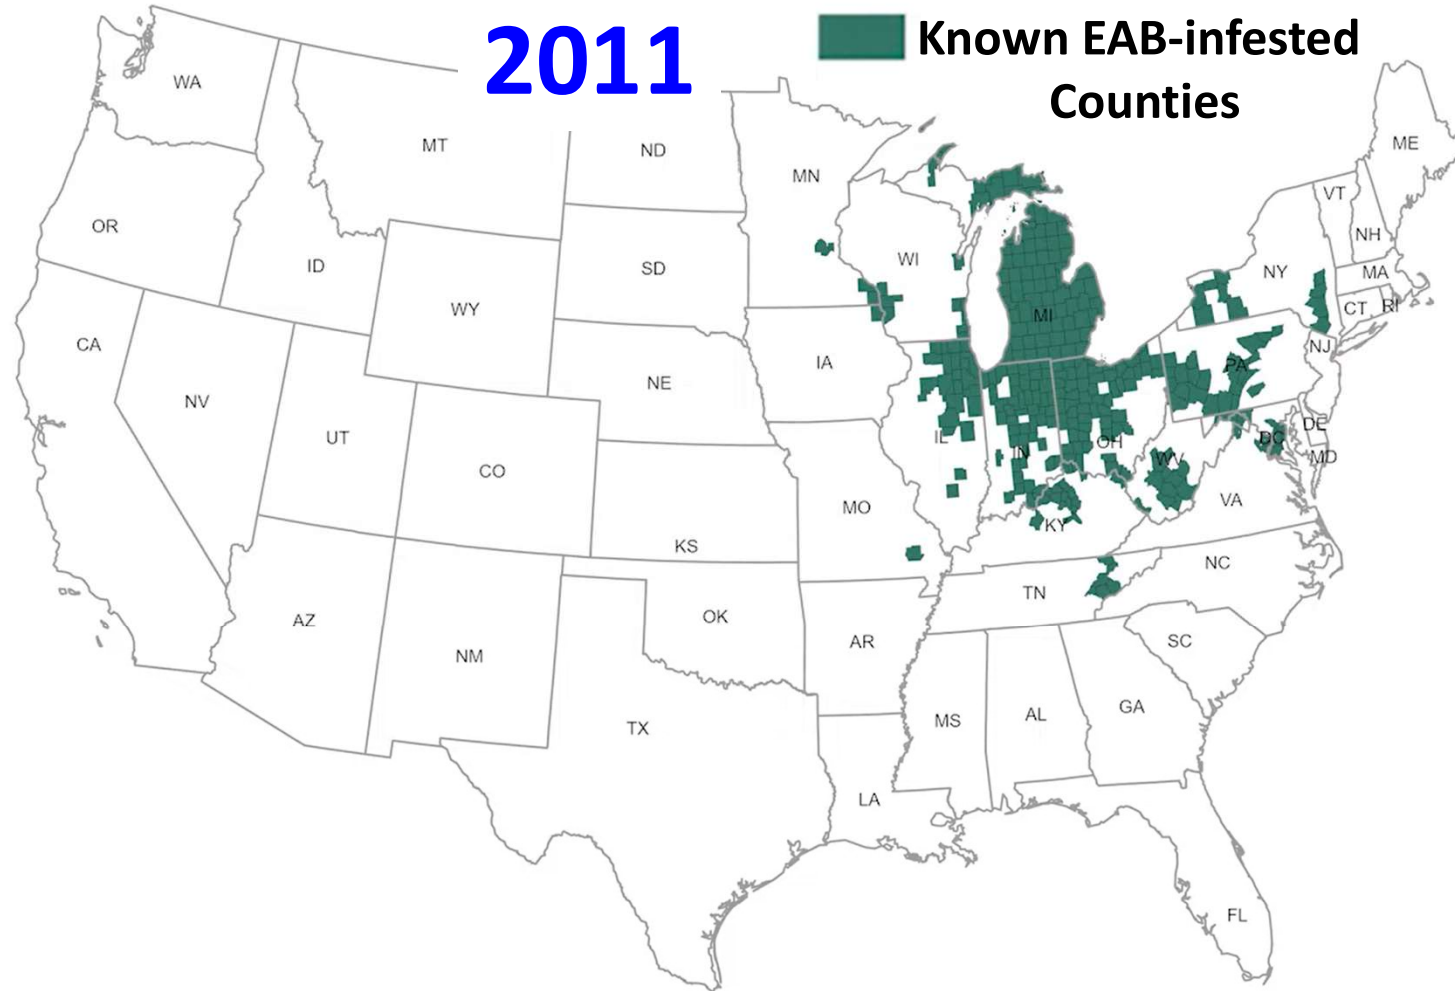 2011
Known EAB-infested
Counties
WA
MT
ND
MN
ME
VT
OR
ID
SD
WI
NH
NY
MA
WY
MI
CT
RI
CA
NV
NE
IA
PA
NJ
UT
CO
IL
IN
OH
WV
DC
DE
MD
KS
MO
KY
VA
AZ
NM
OK
AR
TN
NC
SC
TX
LA
MS
AL
GA
FL